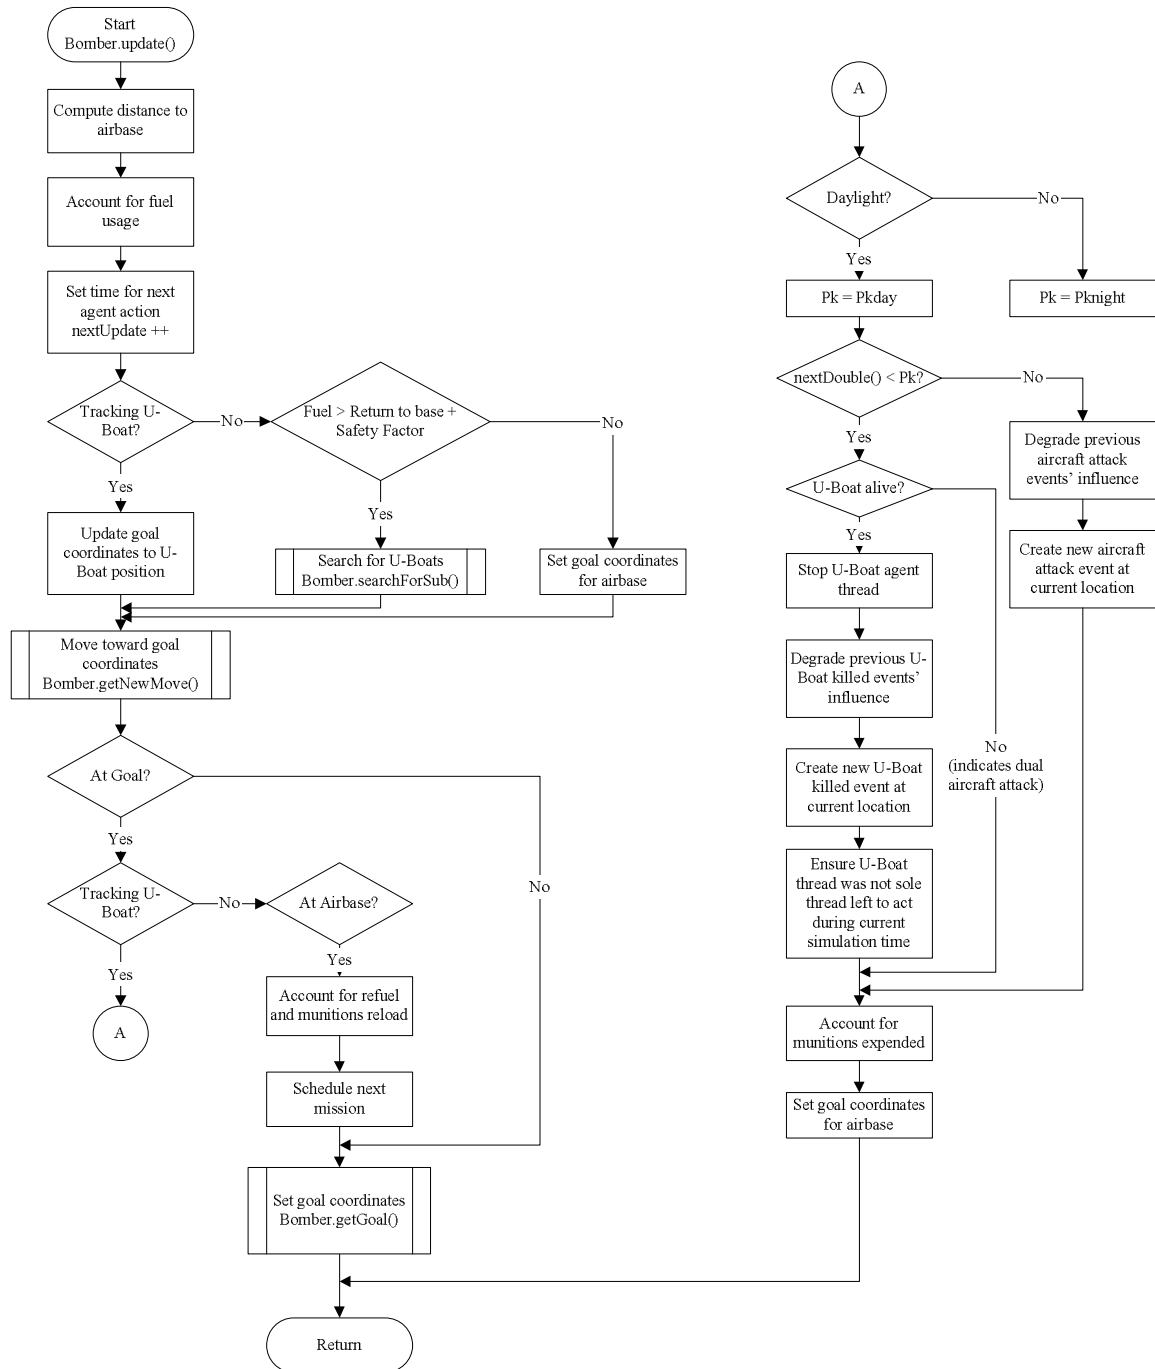 Start
Bomber.update()
Compute distance to
airbase
Account for fuel
usage
Set time for next
agent action
nextUpdate ++
Tracking U-
Boat?
No
Fuel > Return to base +
Safety Factor
No
Yes
Yes
Update goal
coordinates to U-
Boat position
Search for U-Boats
Bomber.searchForSub()
Set goal coordinates
for airbase
Move toward goal
coordinates
Bomber.getNewMove()
At Goal?
Yes
No
Tracking U-
Boat?
No
At Airbase?
Yes
Yes
A
Account for refuel
and munitions reload
Schedule next
mission
Set goal coordinates
Bomber.getGoal()
Return
A
Daylight?
No
Yes
Pk = Pkday
Pk = Pknight
nextDouble() < Pk?
No
Yes
Degrade previous
aircraft attack
events’ influence
U-Boat alive?
Yes
Create new aircraft
attack event at
current location
Stop U-Boat agent
thread
Degrade previous U-
Boat killed events’
influence
No
(indicates dual
aircraft attack)
Create new U-Boat
killed event at
current location
Ensure U-Boat
thread was not sole
thread left to act
during current
simulation time
Account for
munitions expended
Set goal coordinates
for airbase